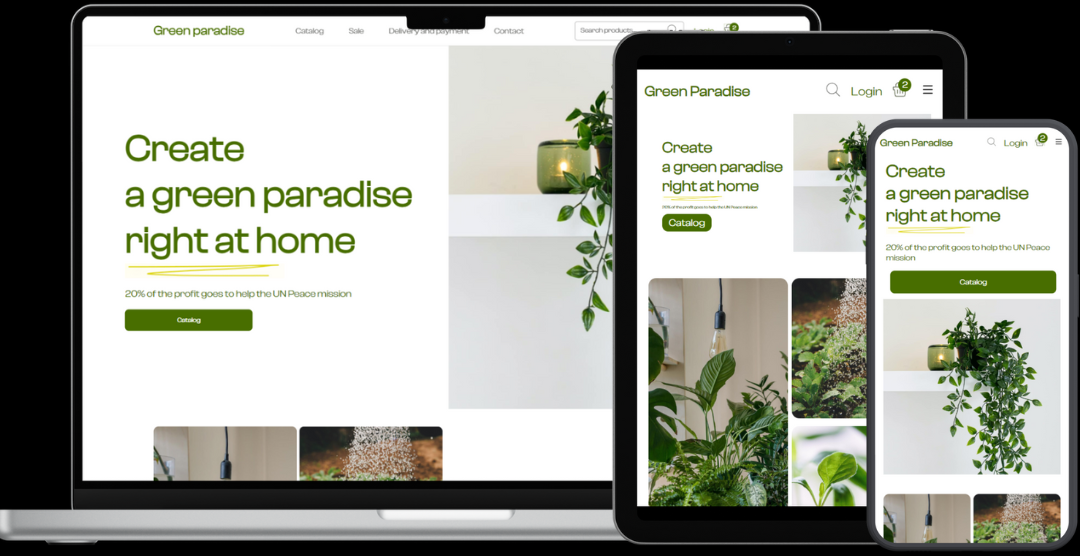 Green paradise
Catalog
Sale
Delivery and payment
Contact
Search products
2
Create
a green paradise
right at home
20% of the profit goes to help the UN Peace mission
Catalog
Green Paradise
Login
2
Create
a green paradise
right at home
20% of the profit goes to help the UN Peace mission
Catalog
Green Paradise
Login
2
Create
a green paradise
right at home
20% of the profit goes to help the UN Peace
mission
Catalog